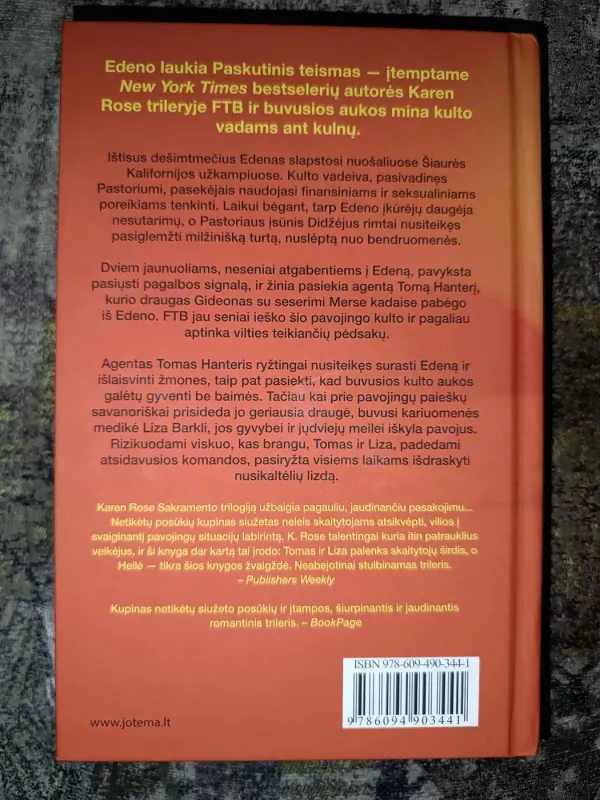 Edeno laukia Paskutinis teismas — įtemptame
New York Times bestselerių autorės Karen
Rose trileryje FTB ir buvusios aukos mina kulto
vadams ant kulnų.
Ištisus dešimtmečius Edenas slapstosi nuošaliuose Šiaurės
Kalifornijos užkampiuose. Kulto vadeiva, pasivadinęs
Pastoriumi, pasekėjais naudojasi finansiniams ir seksualiniams
poreikiams tenkinti. Laikui bėgant, tarp Edeno įkūrėjų daugėja
nesutarimų, o Pastoriaus įsūnis Didžėjus rimtai nusiteikęs
pasiglemžti milžinišką turtą, nuslėptą nuo bendruomenės.
Dviem jaunuoliams, neseniai atgabentiems į Edeną, pavyksta
pasiųsti pagalbos signalą, ir žinia pasiekia agentą Tomą Hanterį,
kurio draugas Gideonas su seserimi Merse kadaise pabėgo
iš Edeno. FTB jau seniai ieško šio pavojingo kulto ir pagaliau
aptinka vilties teikiančių pėdsakų.
Agentas Tomas Hanteris ryžtingai nusiteikęs surasti Edeną ir
išlaisvinti žmones, taip pat pasiekti, kad buvusios kulto aukos
galėtų gyventi be baimės. Tačiau kai prie pavojingų paieškų
savanoriškai prisideda jo geriausia draugė, buvusi kariuomenės
medikė Liza Barkli, jos gyvybei ir jųdviejų meilei iškyla pavojus.
Rizikuodami viskuo, kas brangu, Tomas ir Liza, padedami
atsidavusios komandos, pasiryžta visiems laikams išdraskyti
nusikaltėlių lizdą.
Karen Rose Sakramento trilogiją užbaigia pagauliu, jaudinančiu pasakojimu...
Netikėtų posūkių kupinas siužetas neleis skaitytojams atsikvėpti, vilios į
svaiginantį pavojingų situacijų labirintą. K. Rose talentingai kuria itin patrauklius
veikėjus, ir ši knyga dar kartą tai įrodo: Tomas ir Liza palenks skaitytojų širdis, o
Heilė — tikra šios knygos žvaigždė. Neabejotinai stulbinamas trileris.
– Publishers Weekly
Kupinas netikėtų siužeto posūkių ir įtampos, šiurpinantis ir jaudinantis
romantinis trileris. – BookPage
ISBN 978-609-490-344-1
9 786094 903441
www.jotema.lt